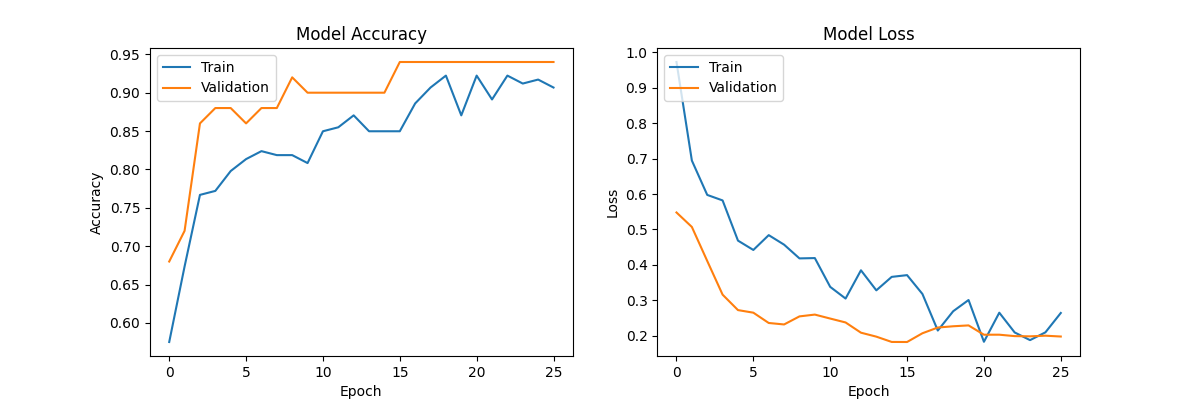 Model Accuracy
Train
Validation
0.95
0.90
0.85
0.80
0.75
0.70
0.65
0.60
Accuracy
0
5
10
15
20
25
Epoch
Model Loss
Train
Validation
1.0
0.9
0.8
0.7
0.6
0.5
0.4
0.3
0.2
Loss
0
5
10
15
20
25
Epoch